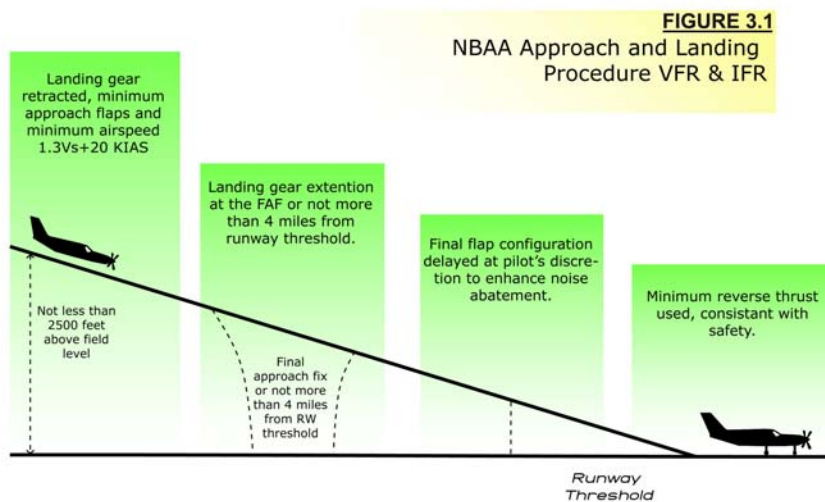 FIGURE 3.1
NBAA Approach and Landing
Procedure VFR & IFR
Landing gear
retracted, minimum
approach flaps and
minimum airspeed
1.3Vs+20 KIAS
Landing gear extention
at the FAF or not more
than 4 miles from
runway threshold.
Final flap configuration
delayed at pilot's discre-
tion to enhance noise
abatement.
Minimum reverse thrust
used, consistant with
safety.
Not less than
2500 feet
above field
level
Final
approach fix
or not more
than 4 miles
from RW
threshold
Runway
Threshold